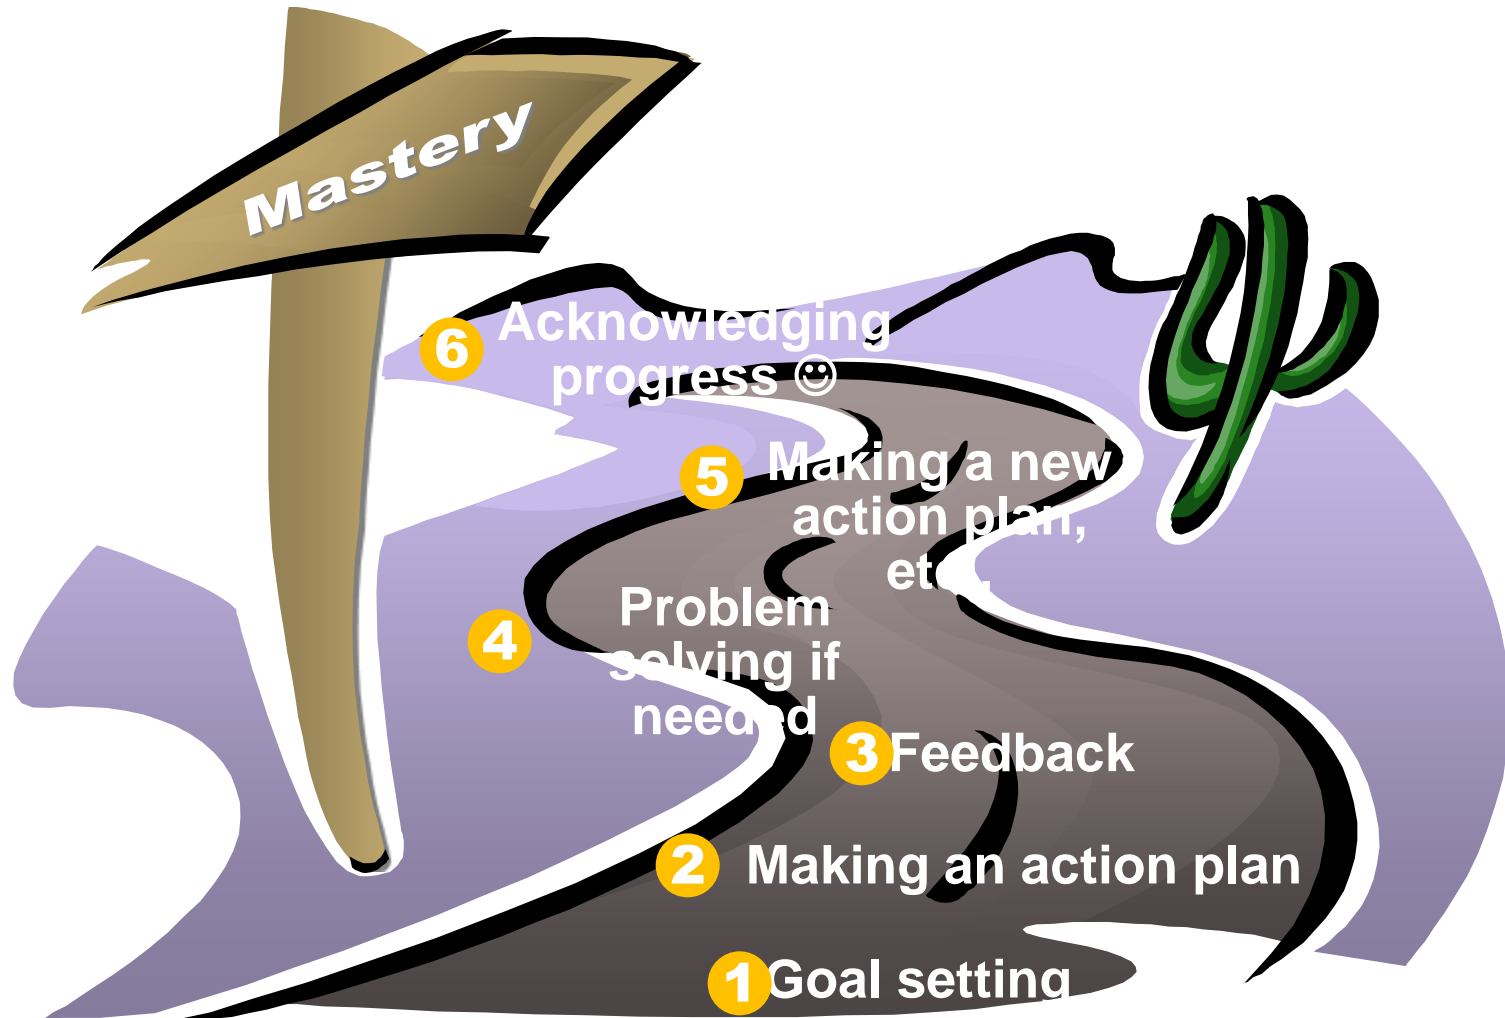 Mastery
6 Acknowledging
progress ☺
5 Making a new
action plan,
etc.
4 Problem
solving if
needed
3 Feedback
2 Making an action plan
1 Goal setting